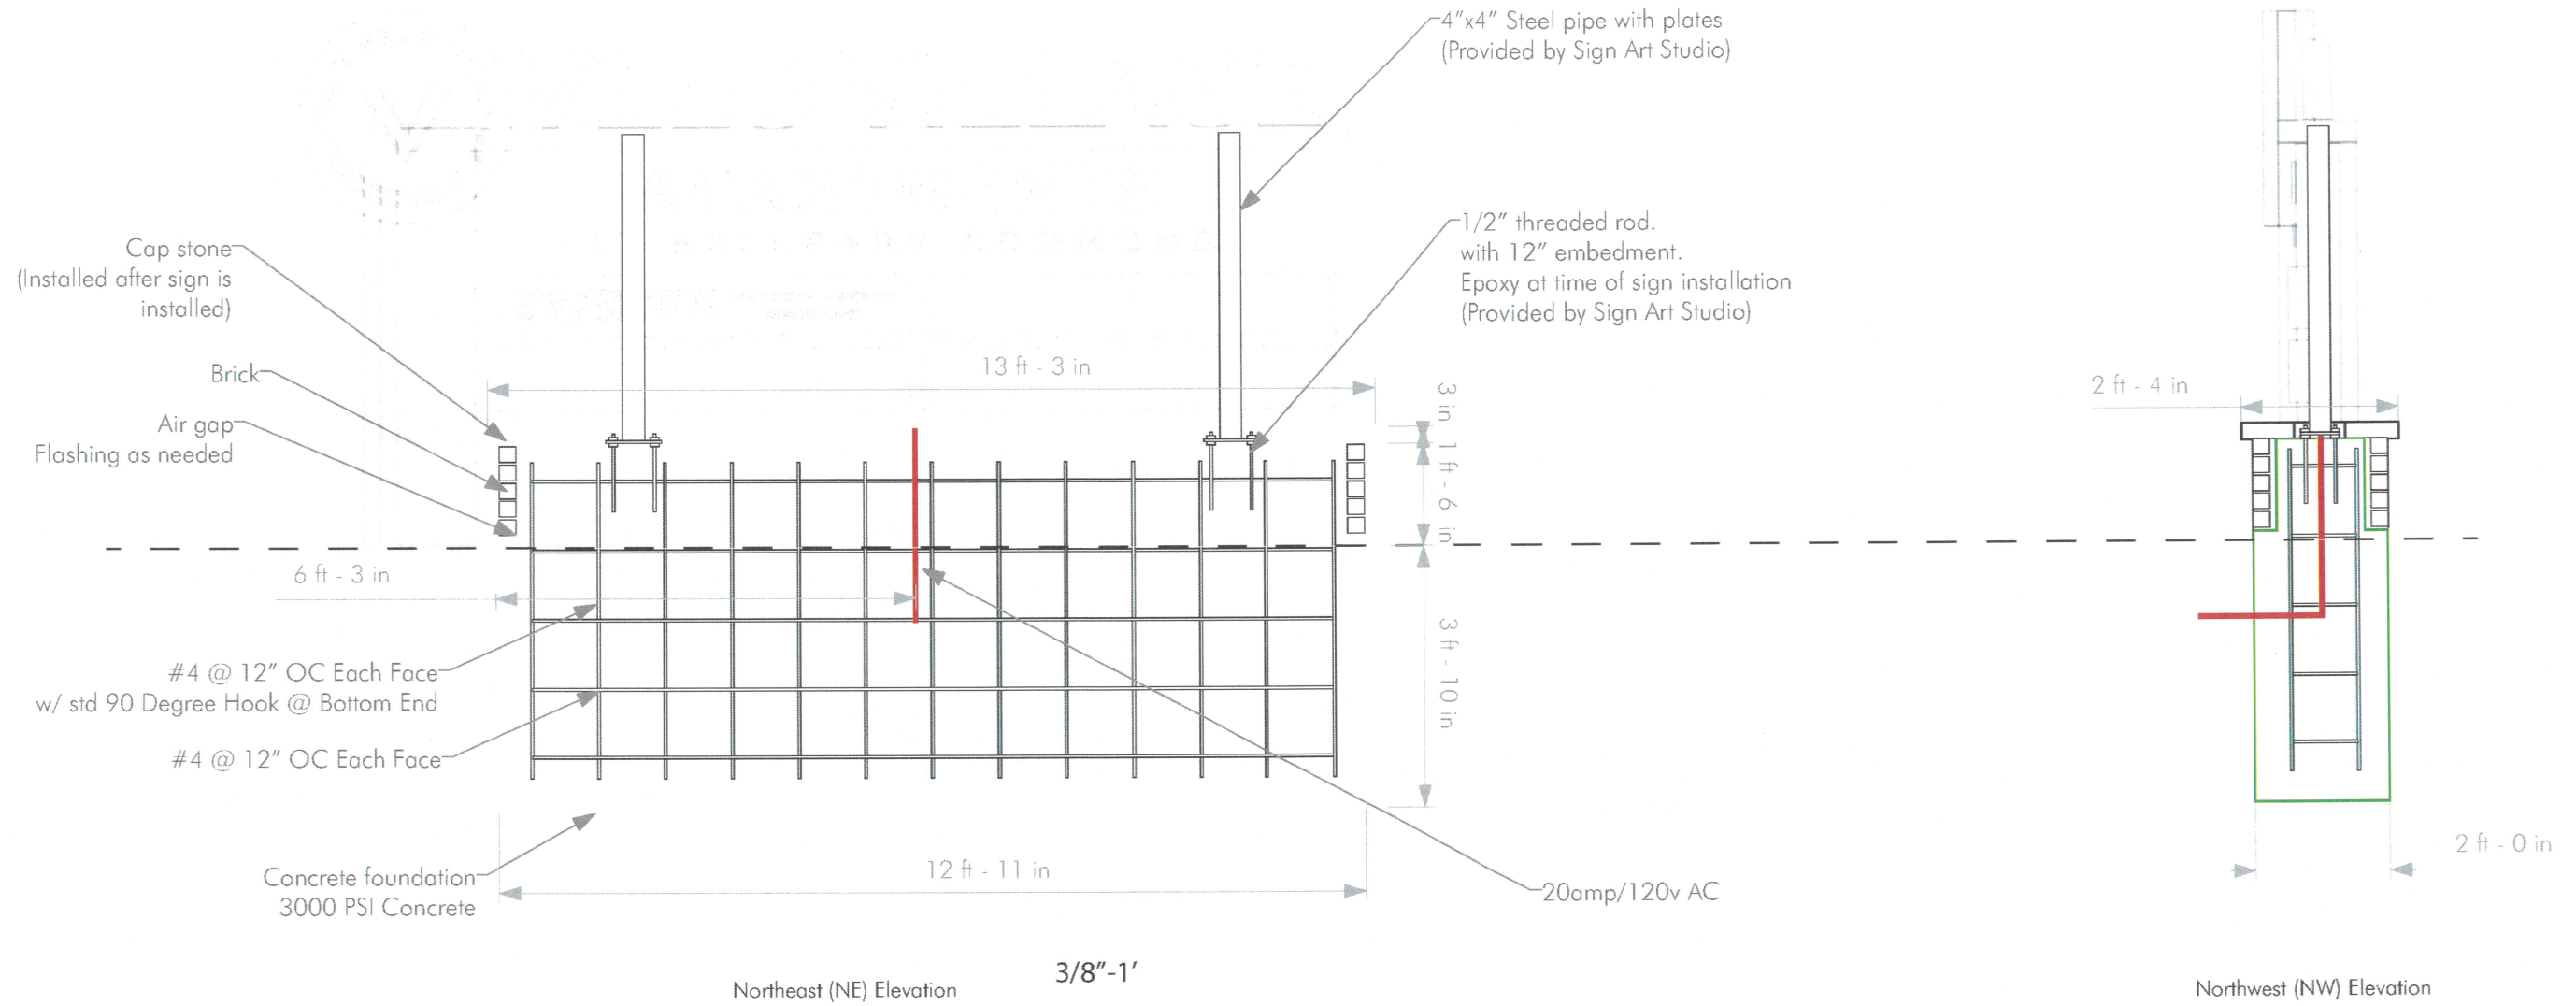 4"x4" Steel pipe with plates
(Provided by Sign Art Studio)
1/2" threaded rod.
with 12" embedment.
Epoxy at time of sign installation
(Provided by Sign Art Studio)
Cap stone
(Installed after sign is
installed)
Brick
Air gap
Flashing as needed
13 ft - 3 in
3 in
1 ft - 6 in
2 ft - 4 in
6 ft - 3 in
3 ft - 10 in
#4 @ 12" OC Each Face
w/ std 90 Degree Hook @ Bottom End
#4 @ 12" OC Each Face
Concrete foundation
3000 PSI Concrete
12 ft - 11 in
20amp/120v AC
2 ft - 0 in
Northeast (NE) Elevation
3/8"-1'
Northwest (NW) Elevation